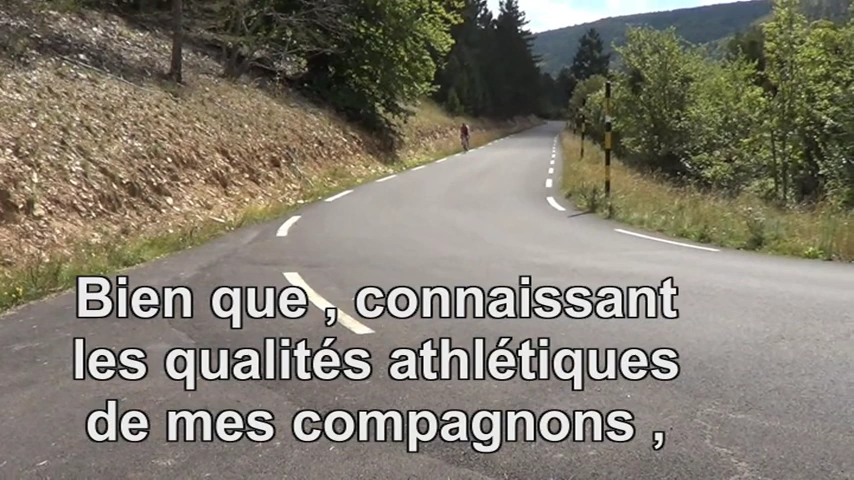 Bien que , connaissant
les qualités athlétiques
de mes compagnons ,